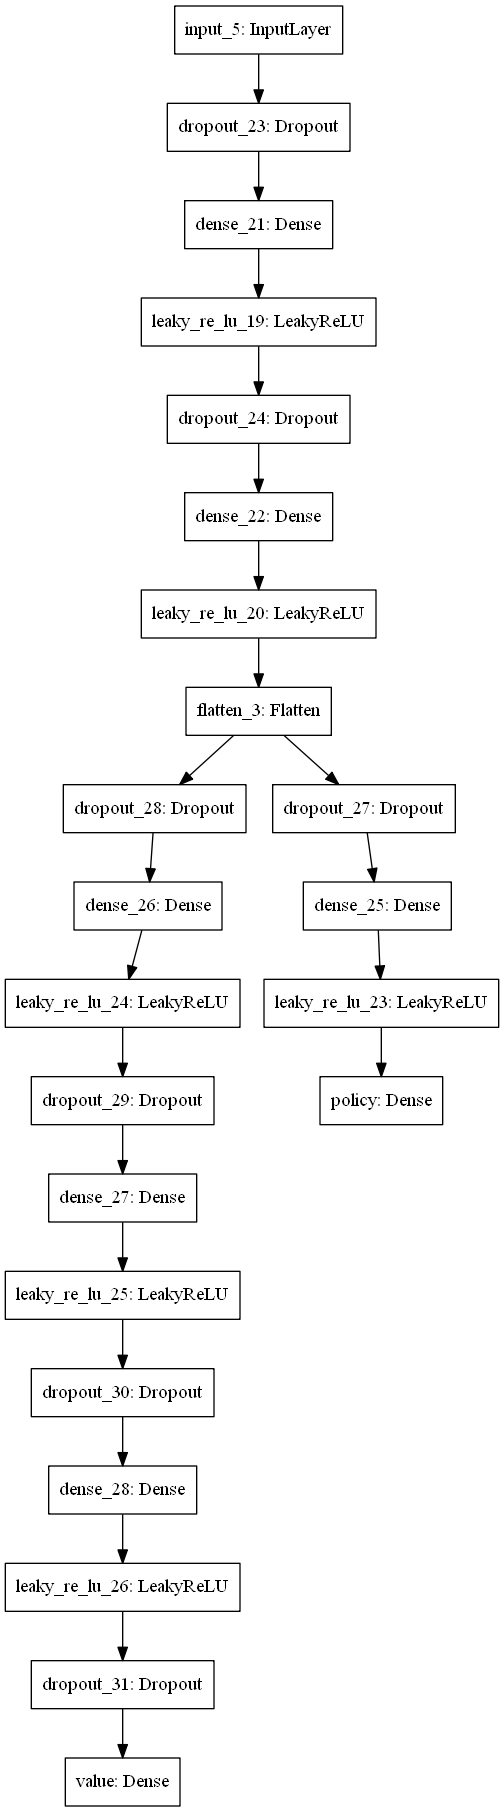 input_5: InputLayer
dropout_23: Dropout
dense_21: Dense
leaky_re_lu_19: LeakyReLU
dropout_24: Dropout
dense_22: Dense
leaky_re_lu_20: LeakyReLU
flatten_3: Flatten
dropout_28: Dropout
dropout_27: Dropout
dense_26: Dense
dense_25: Dense
leaky_re_lu_24: LeakyReLU
leaky_re_lu_23: LeakyReLU
dropout_29: Dropout
policy: Dense
dense_27: Dense
leaky_re_lu_25: LeakyReLU
dropout_30: Dropout
dense_28: Dense
leaky_re_lu_26: LeakyReLU
dropout_31: Dropout
value: Dense